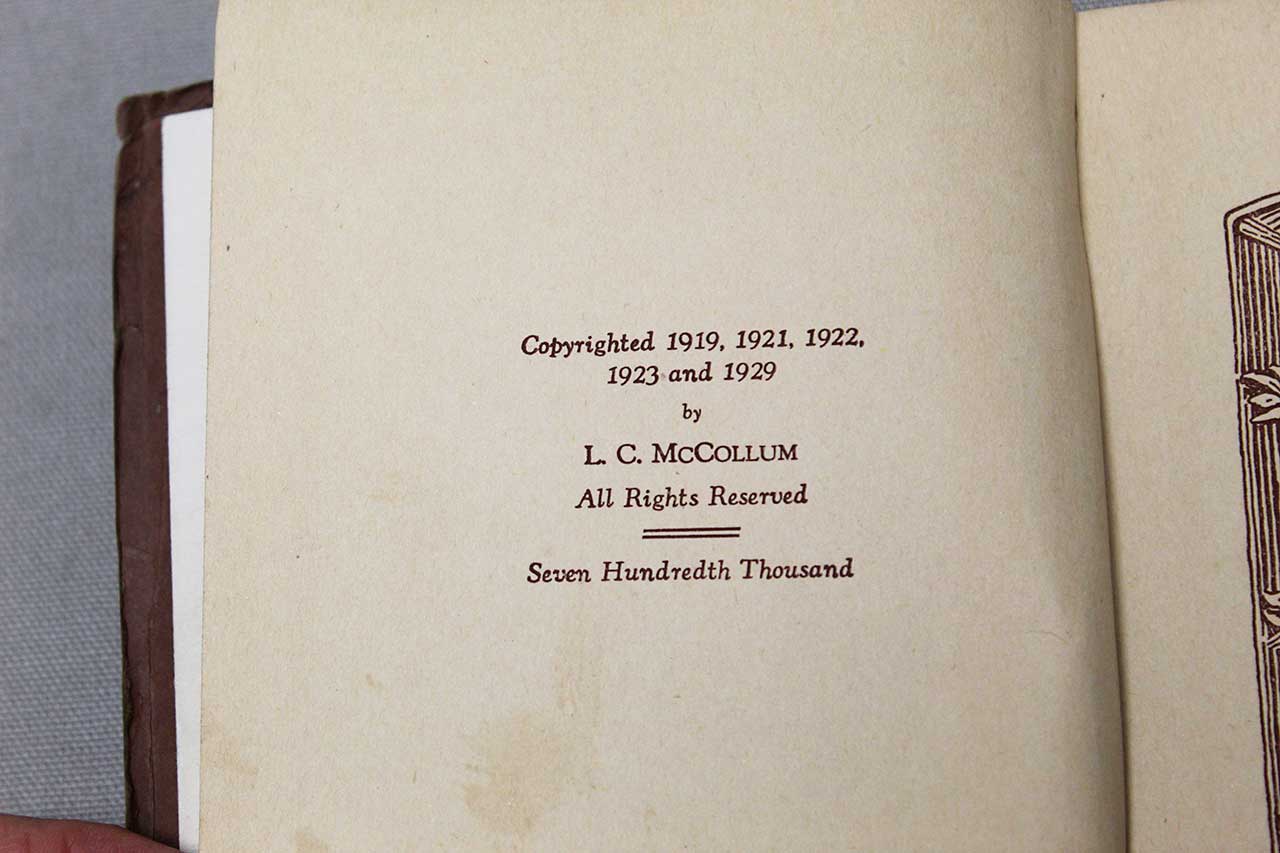 Copyrighted 1919, 1921, 1922,
1923 and 1929
by
L. C. McCollum
All Rights Reserved
Seven Hundredth Thousand